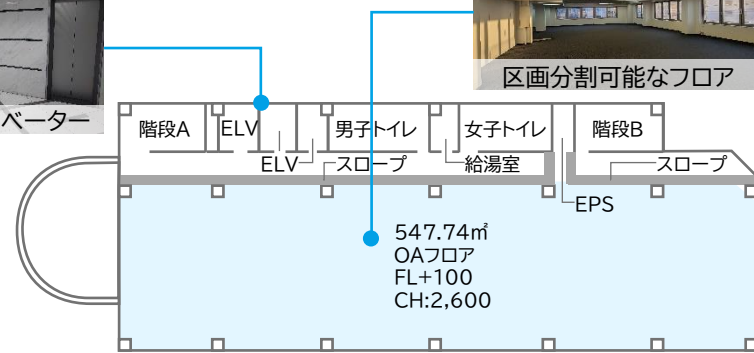 ベーター
区画分割可能なフロア
階段A
ELV
男子トイレ
女子トイレ
階段B
ELV
スロープ
給湯室
スロープ
EPS
547.74㎡
OAフロア
FL+100
CH:2,600